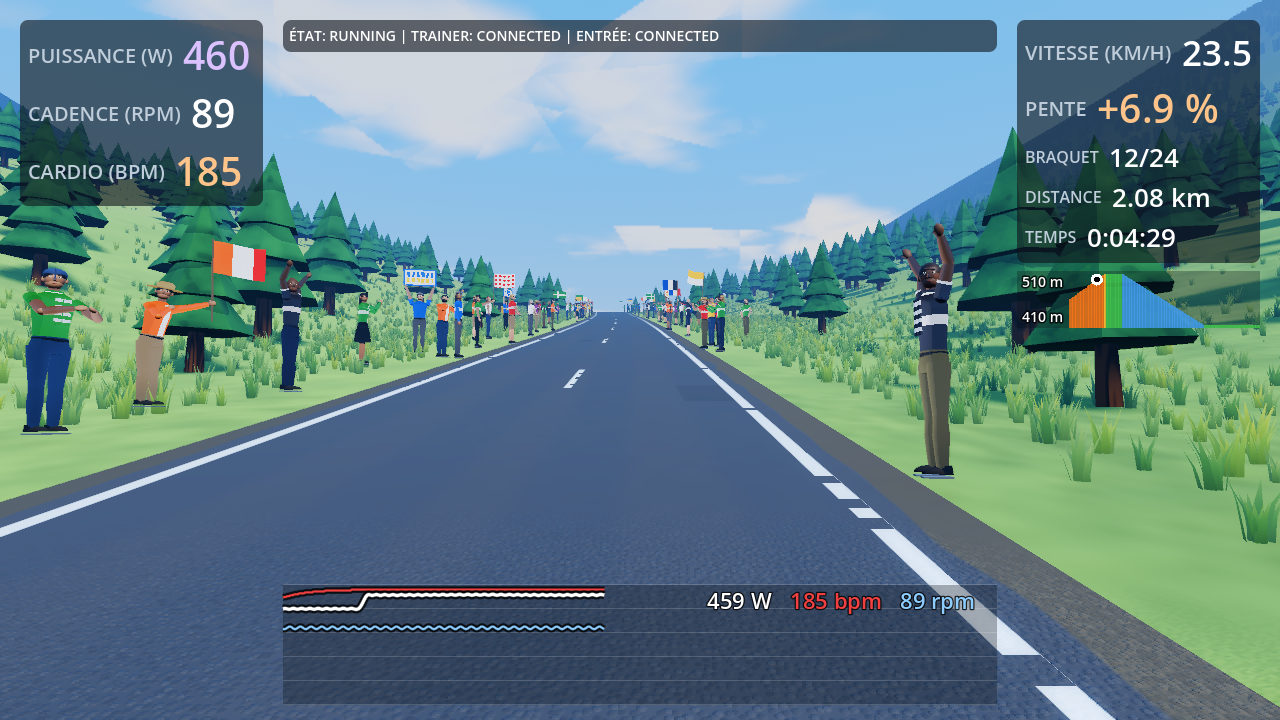 PUISSANCE (W) 460
CADENCE (RPM) 89
CARDIO (BPM) 185
ÉTAT: RUNNING | TRAINER: CONNECTED | ENTRÉE: CONNECTED
VITESSE (KM/H) 23.5
PENTE +6.9 %
BRAQUET 12/24
DISTANCE 2.08 km
TEMPS 0:04:29
510 m
410 m
459 W 185 bpm 89 rpm